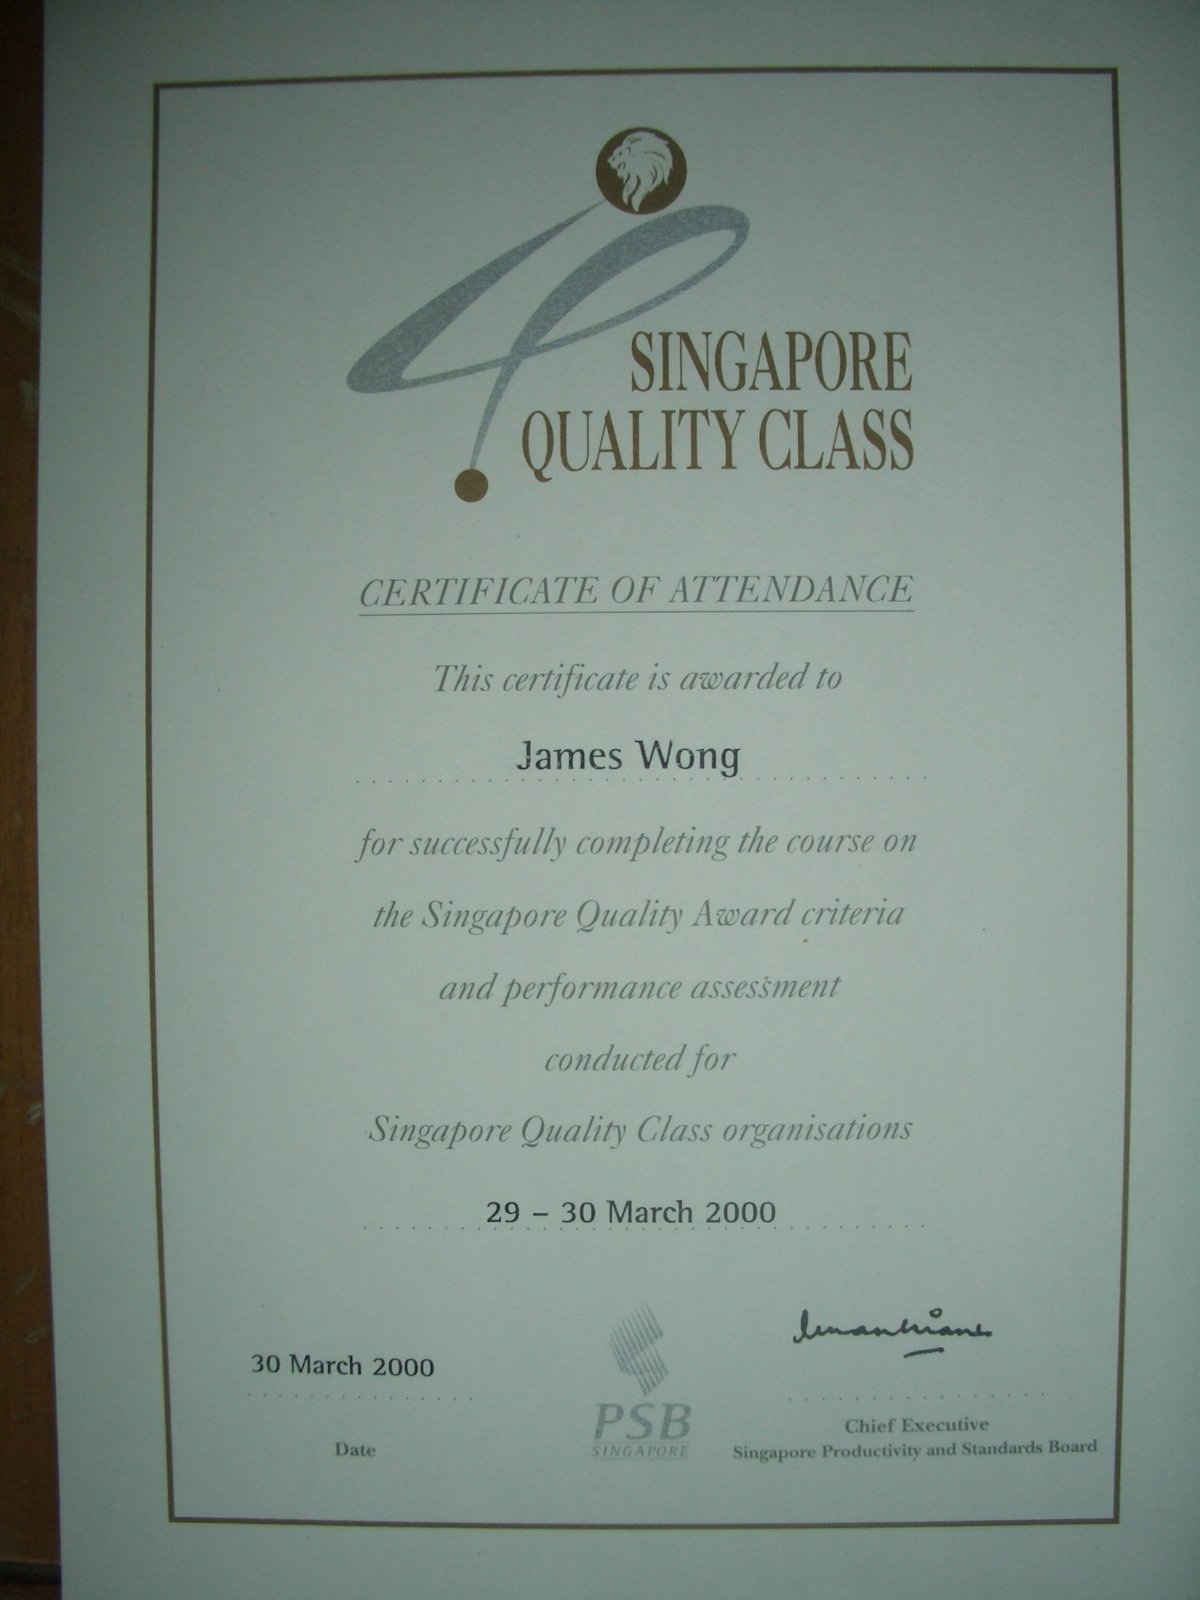 SINGAPORE
QUALITY CLASS
CERTIFICATE OF ATTENDANCE
This certificate is awarded to
James Wong
for successfully completing the course on
the Singapore Quality Award criteria
and performance assessment
conducted for
Singapore Quality Class organisations
29 – 30 March 2000
30 March 2000
Date
PSB
SINGAPORE
Chief Executive
Singapore Productivity and Standards Board